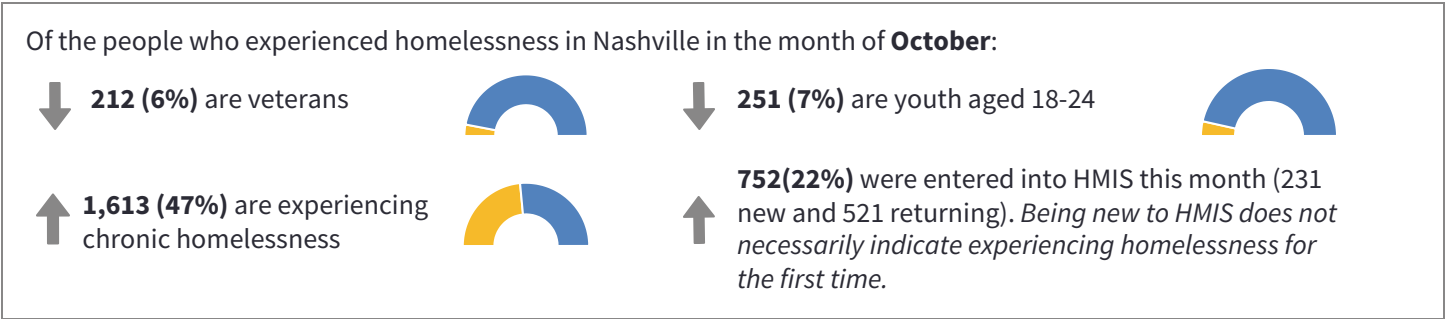 Of the people who experienced homelessness in Nashville in the month of October:
212 (6%) are veterans
251 (7%) are youth aged 18-24
1,613 (47%) are experiencing
chronic homelessness
752(22%) were entered into HMIS this month (231
new and 521 returning). Being new to HMIS does not
necessarily indicate experiencing homelessness for
the first time.